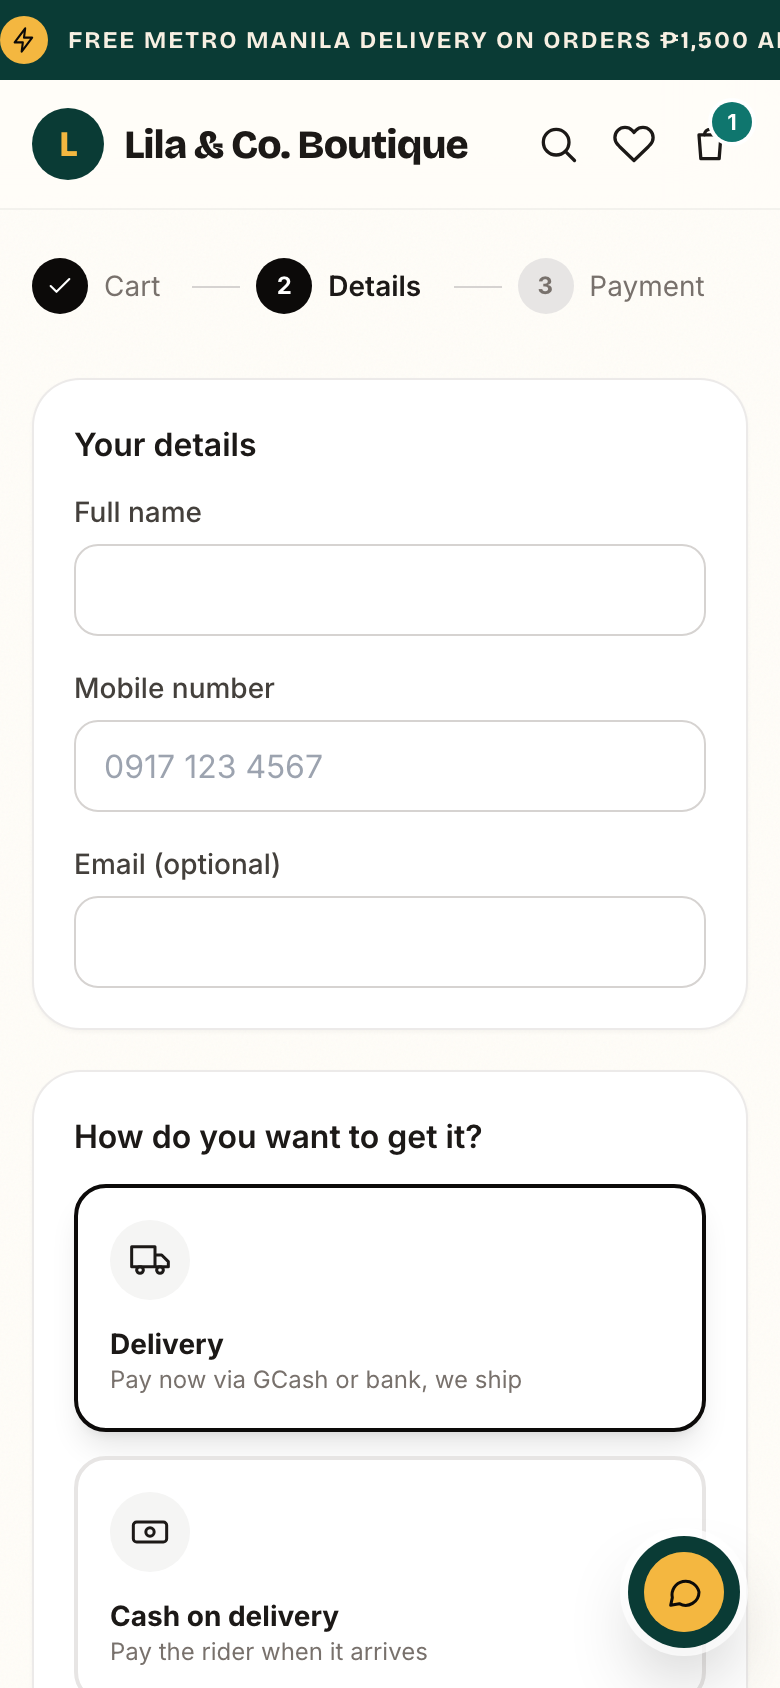 FREE METRO MANILA DELIVERY ON ORDERS ₱1,500
L
Lila & Co. Boutique
1
Cart
2
Details
3
Payment
Your details
Full name
Mobile number
0917 123 4567
Email (optional)
How do you want to get it?
Delivery
Pay now via GCash or bank, we ship
Cash on delivery
Pay the rider when it arrives